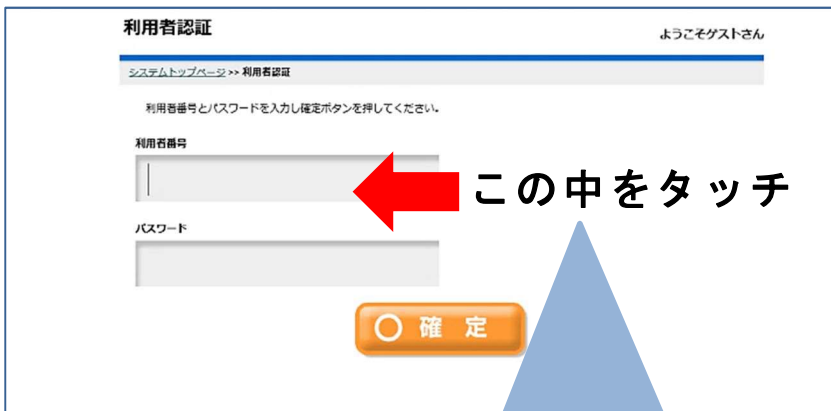 利用者認証
ようこそゲストさん
システムトップページ >> 利用者認証
利用者番号とパスワードを入力し確定ボタンを押してください。
利用者番号
この中をタッチ
パスワード
確 定